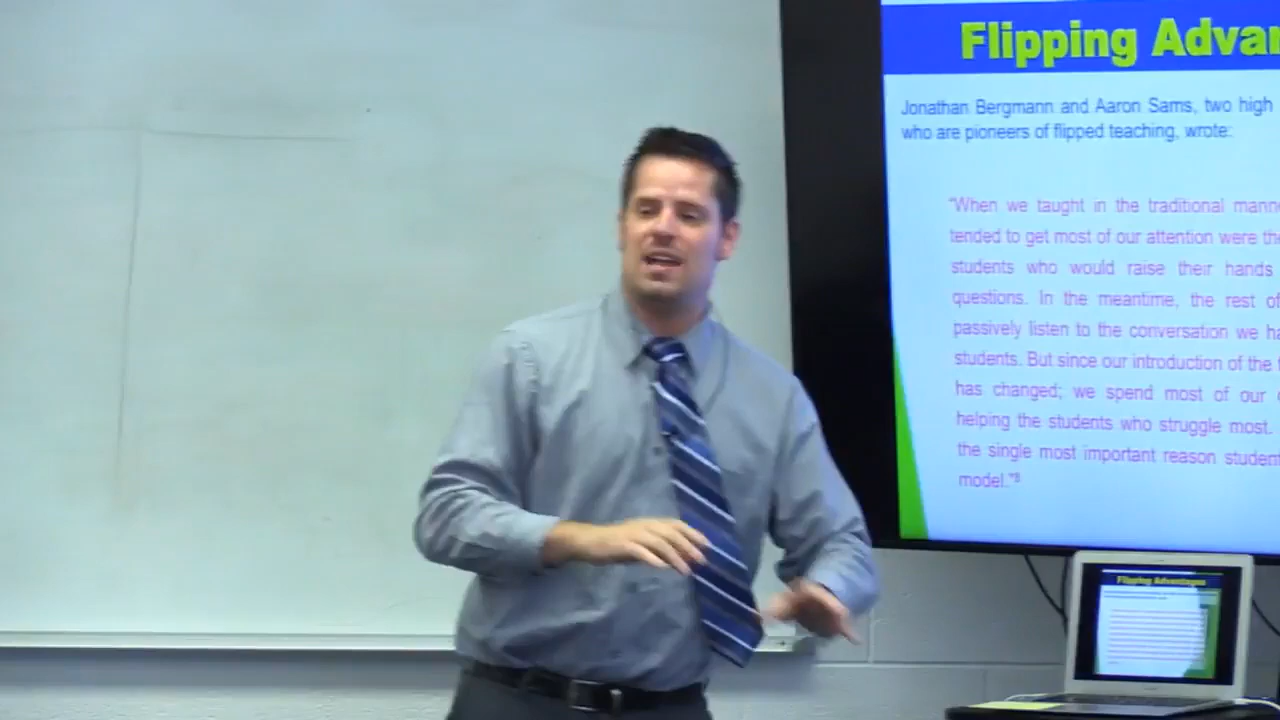 Flipping Advan
Jonathan Bergmann and Aaron Sams, two high
who are pioneers of flipped teaching, wrote:
"When we taught in the traditional manne
tended to get most of our attention were the
students who would raise their hands
questions. In the meantime, the rest of
passively listen to the conversation we ha
students. But since our introduction of the f
has changed; we spend most of our
helping the students who struggle most.
the single most important reason student
model."
Flipping Advantages